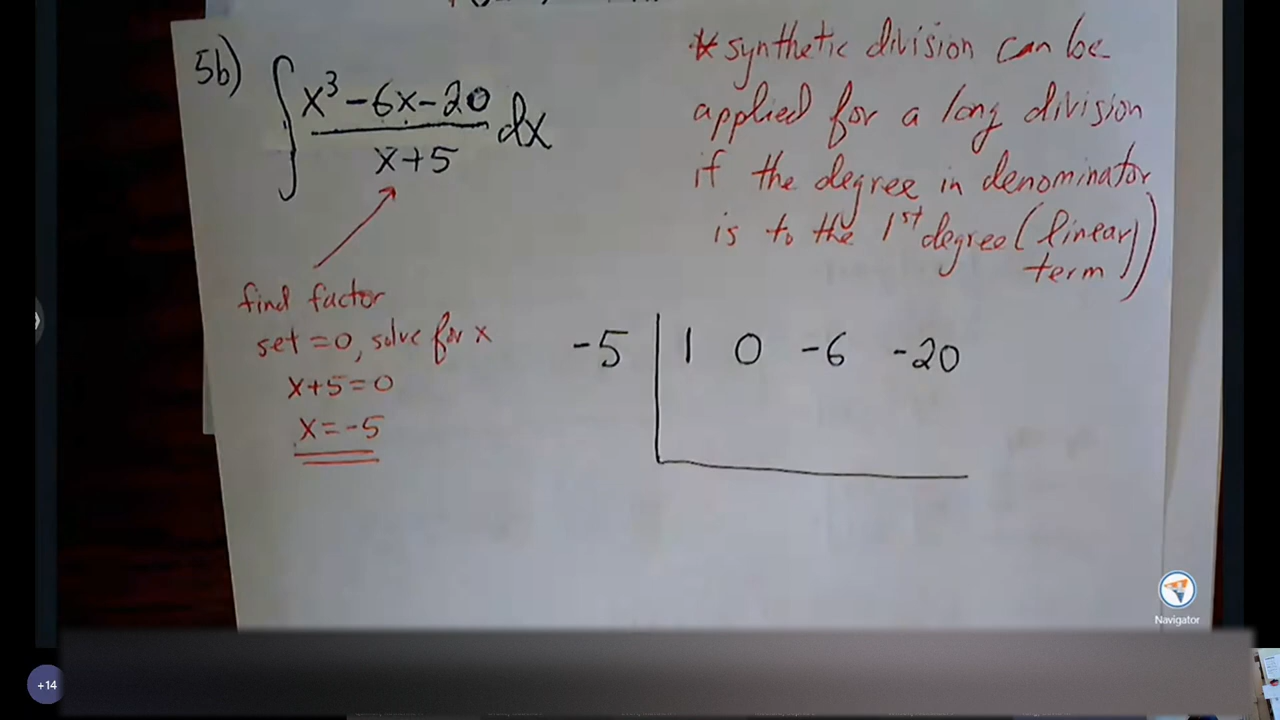 5b) ∫ x³ - 6x - 20 / x + 5 dx
* synthetic division can be
applied for a long division
if the degree in denominator
is to the 1st degree (linear)
term)
find factor
set = 0, solve for x
x + 5 = 0
x = -5
-5 | 1 0 -6 -20
Navigator
+14